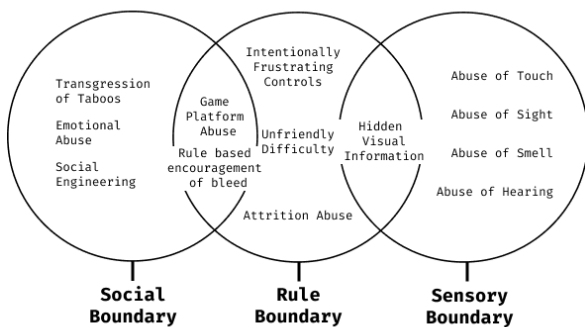 Transgression
of Taboos
Emotional
Abuse
Social
Engineering
Game
Platform
Abuse
Rule based
encouragement
of bleed
Intentionally
Frustrating
Controls
Unfriendly
Difficulty
Attrition Abuse
Hidden
Visual
Information
Abuse of Touch
Abuse of Sight
Abuse of Smell
Abuse of Hearing
Social
Boundary
Rule
Boundary
Sensory
Boundary